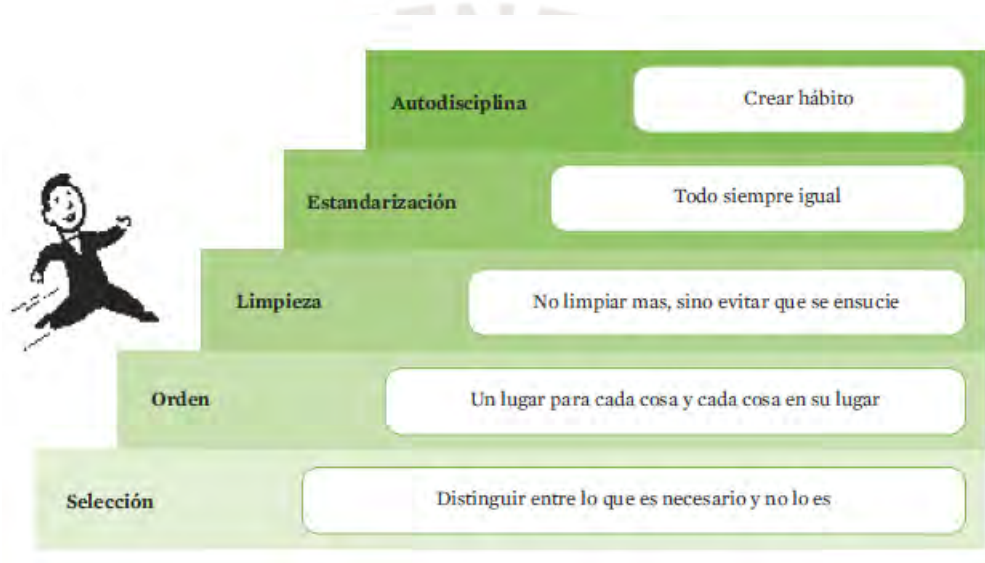 Autodisciplina
Crear hábito
Estandarización
Todo siempre igual
Limpieza
No limpiar mas, sino evitar que se ensucie
Orden
Un lugar para cada cosa y cada cosa en su lugar
Selección
Distinguir entre lo que es necesario y no lo es